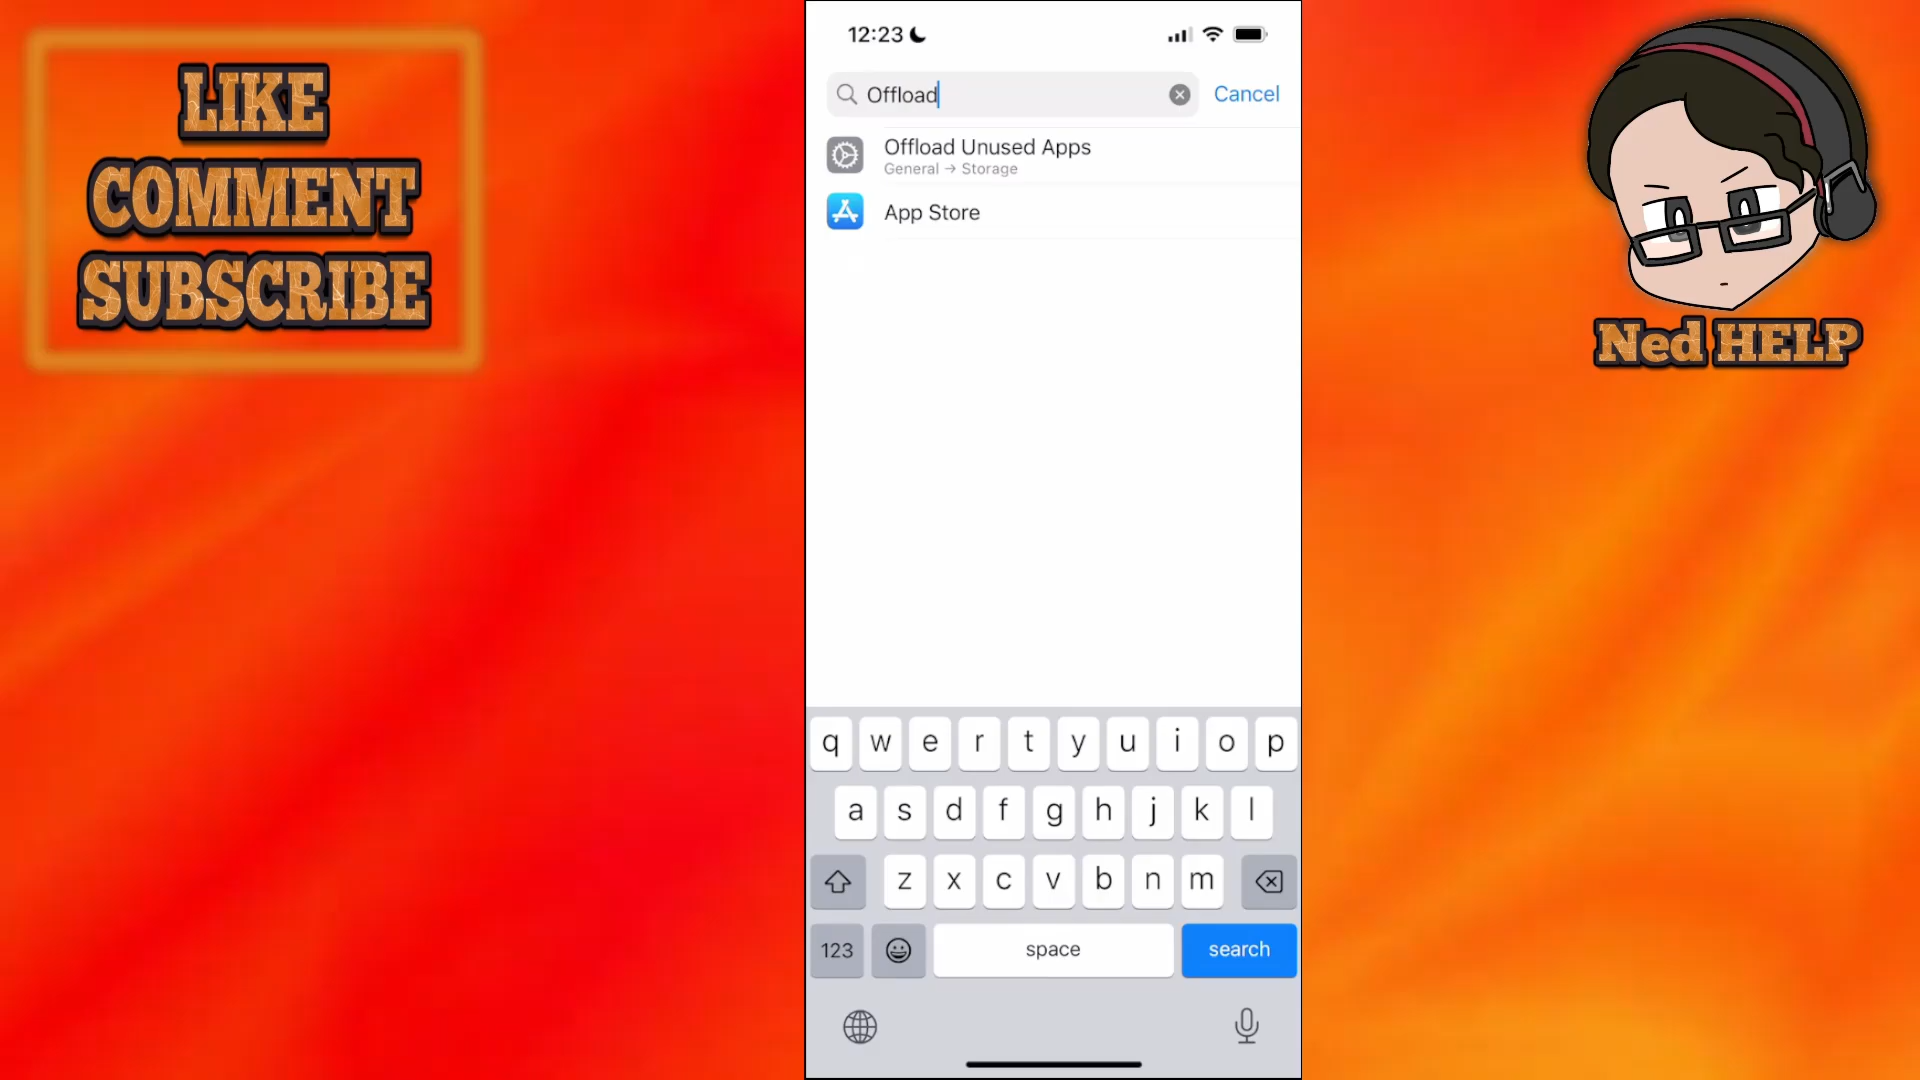 LIKE
COMMENT
SUBSCRIBE
12:23
Offload
Cancel
Offload Unused Apps
General → Storage
App Store
q w e r t y u i o p
a s d f g h j k l
z x c v b n m
123 space search
Ned HELP